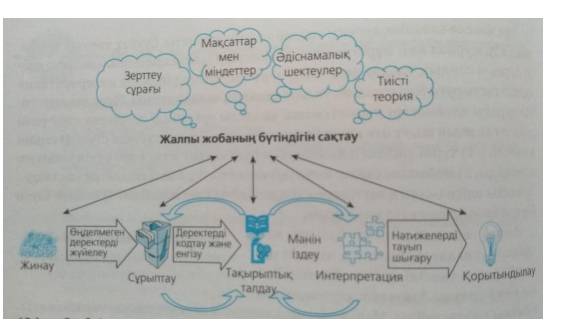 Зерттеу
сұрағы
Мақсаттар
мен
міндеттер
Әдіснамалық
шектеулер
Тиісті
теория
Жалпы жобаның бүтіндігін сақтау
Өңделмеген
деректерді
жүйелеу
Деректерді
кодтау және
енгізу
Мәнін
іздеу
Нәтижелерді
тауып
шығару
Жинау
Сұрыптау
Тақырыптық
талдау
Интерпретация
Қорытындылау